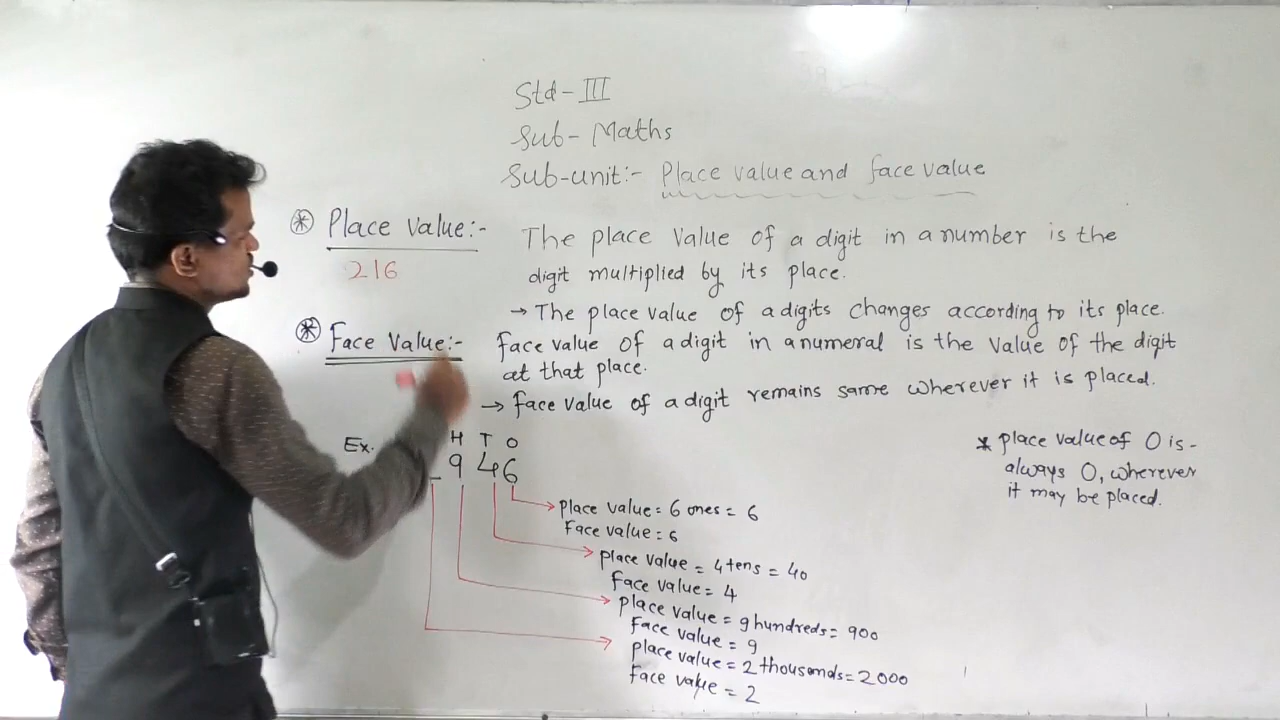 Std-III
Sub- Maths
Sub-unit:- Place value and face value
* Place Value:- The place value of a digit in a number is the
216 digit multiplied by its place.
→ The place value of a digits changes according to its place.
* Face Value:- face value of a digit in a numeral is the value of the digit
at that place.
→ face value of a digit remains same wherever it is placed.
Ex. H T O
946
* place value of 0 is-
always 0, wherever
it may be placed.
place value = 6 ones = 6
Face value = 6
place value = 4 tens = 40
Face value = 4
place value = 9 hundreds = 900
Face value = 9
place value = 2 thousands = 2000
Face value = 2